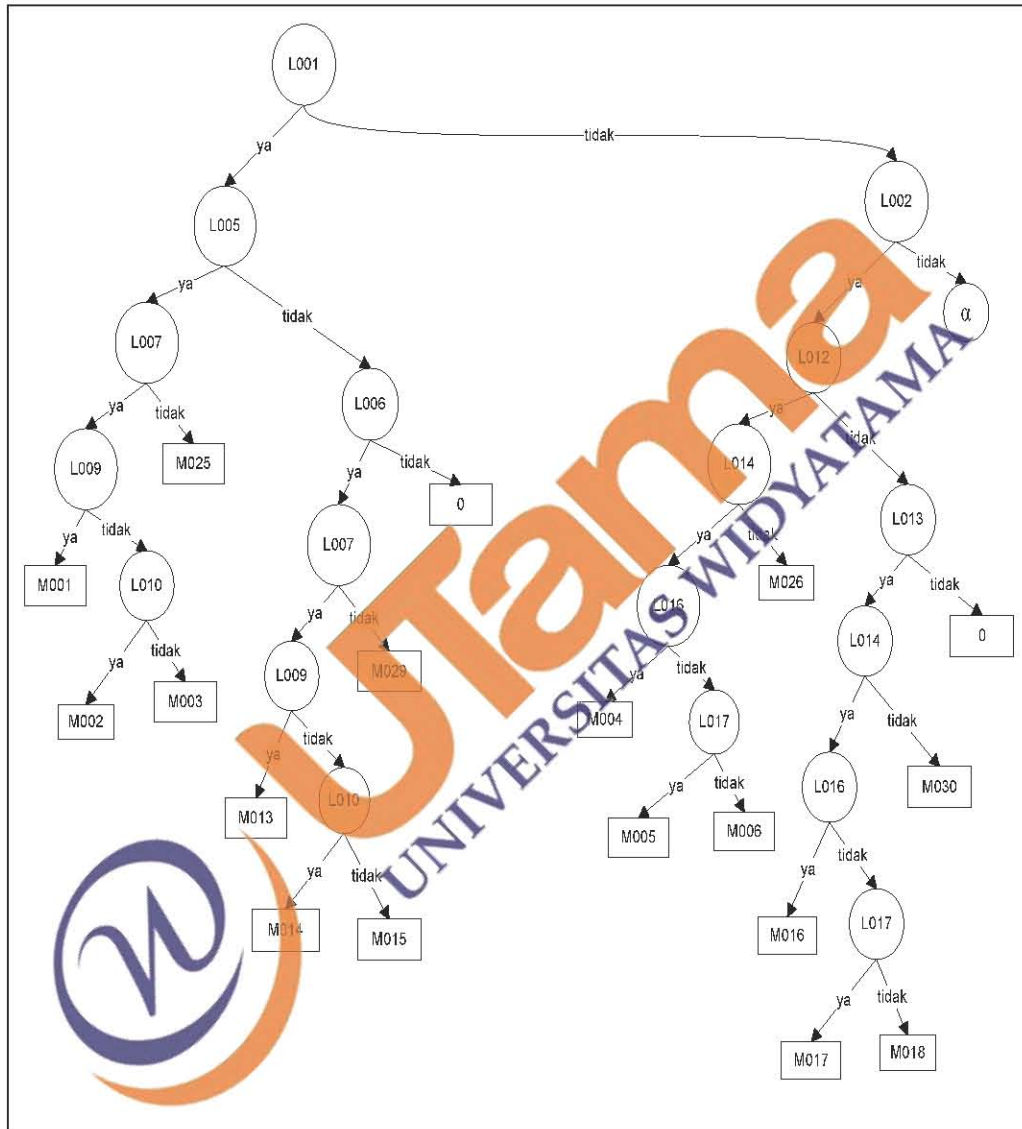 L001
ya
tidak
L005
L002
ya
tidak
ya
tidak
α
L007
L006
L012
ya
tidak
ya
tidak
ya
tidak
L009
M025
0
L014
L013
ya
tidak
L007
ya
tidak
ya
tidak
M001
L010
M026
L016
L014
0
ya
tidak
ya
tidak
ya
tidak
ya
tidak
M002
M003
L009
M029
M004
L017
L016
M030
ya
tidak
ya
tidak
ya
tidak
M013
L010
M005
M006
M016
L017
ya
tidak
ya
tidak
M014
M015
M017
M018
UTama
UNIVERSITAS WIDYATAMA